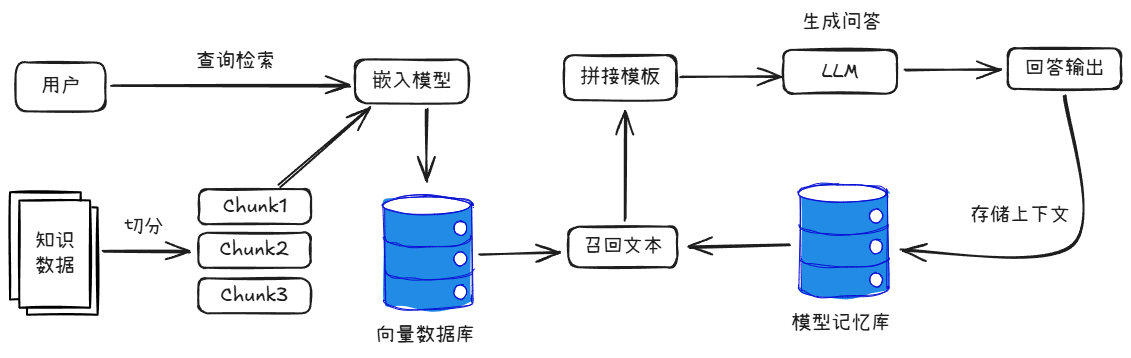 生成问答
查询检索
用户
嵌入模型
拼接模板
LLM
回答输出
切分
Chunk1
知识
数据
Chunk2
Chunk3
召回文本
存储上下文
向量数据库
模型记忆库